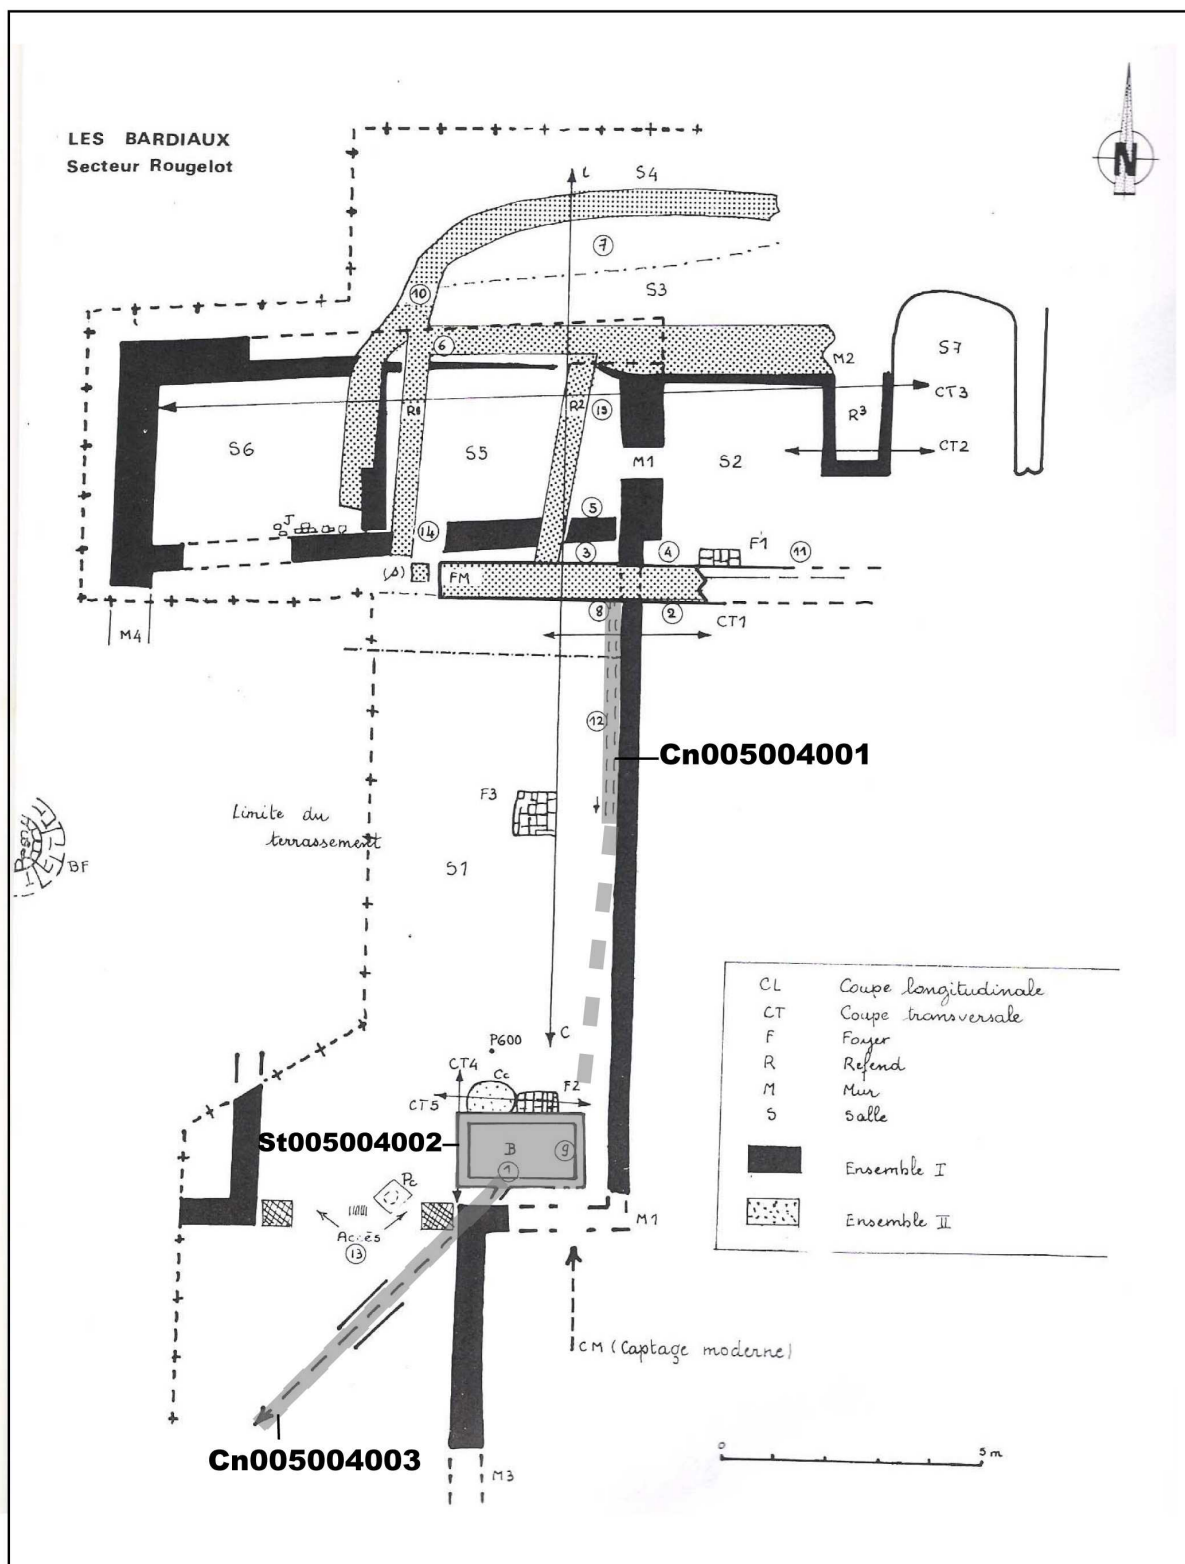 LES BARDIAUX
Secteur Rougelot
N
L
S4
7
S3
10
6
M2
S7
CT3
R3
CT2
R2
15
S6
S5
M1
S2
J
14
5
3
4
F1
11
(s)
FM
8
2
CT1
M4
12
Cn005004001
F3
Limite du
terrassement
BF
S1
C
P600
CT4
Cc
F2
CT5
St005004002
B
9
1
Pc
Accès
13
M1
CM (Captage moderne)
Cn005004003
M3
CL Coupe longitudinale
CT Coupe transversale
F Foyer
R Refend
M Mur
S Salle
Ensemble I
Ensemble II
0 5 m